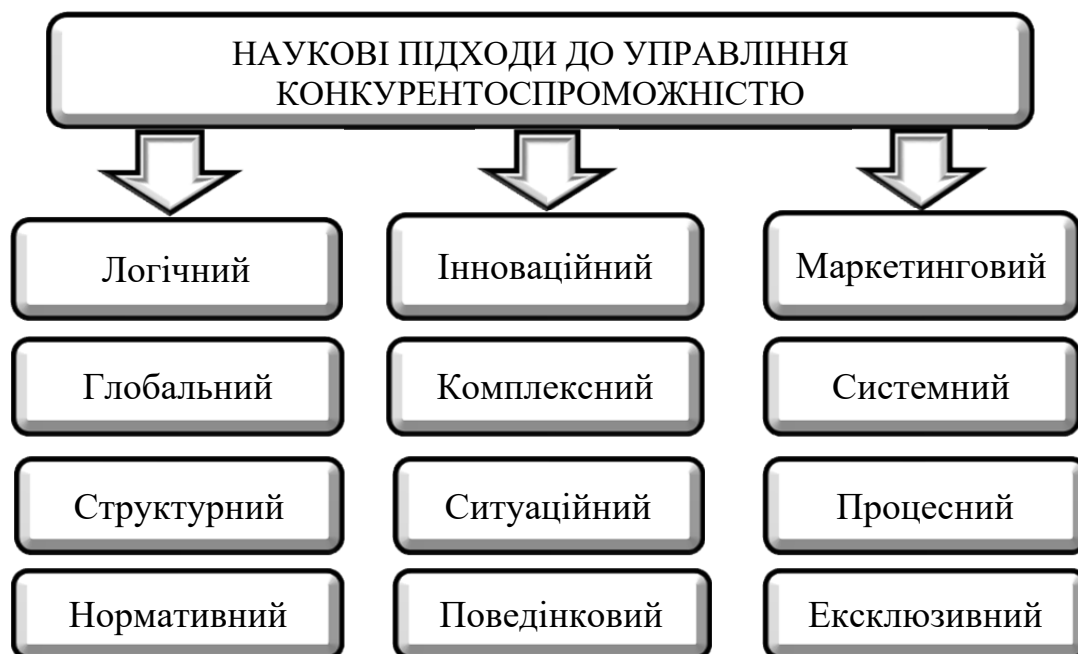 НАУКОВІ ПІДХОДИ ДО УПРАВЛІННЯ
КОНКУРЕНТОСПРОМОЖНІСТЮ
Логічний
Інноваційний
Маркетинговий
Глобальний
Комплексний
Системний
Структурний
Ситуаційний
Процесний
Нормативний
Поведінковий
Ексклюзивний